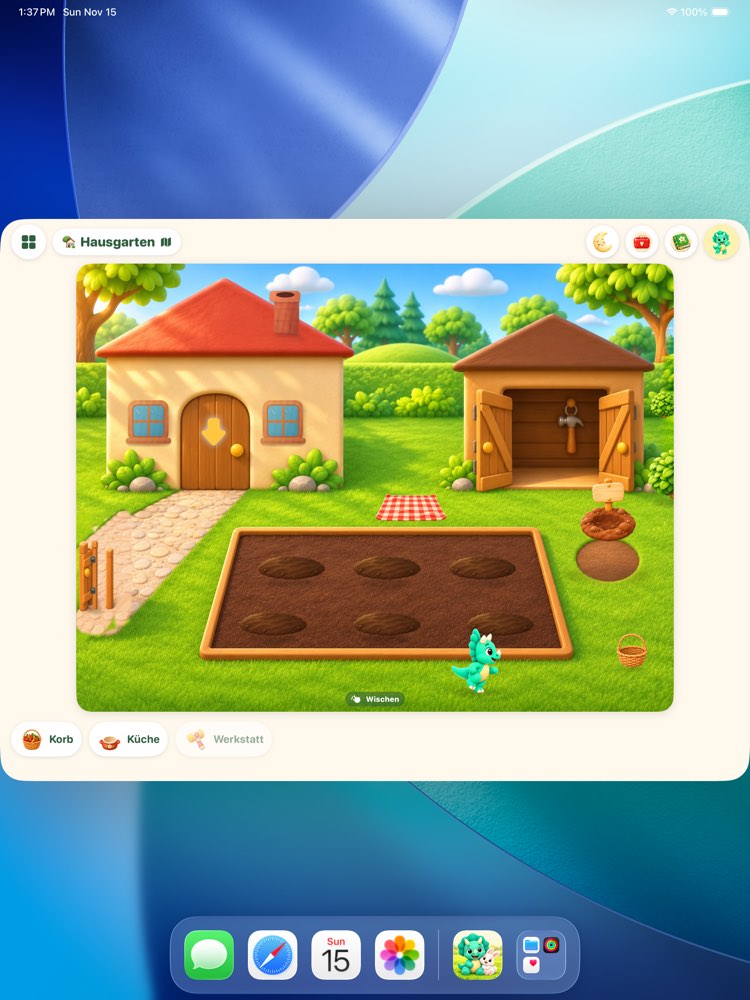 1:37 PM Sun Nov 15
100%
Hausgarten
Wischen
Korb
Küche
Werkstatt
Sun
15